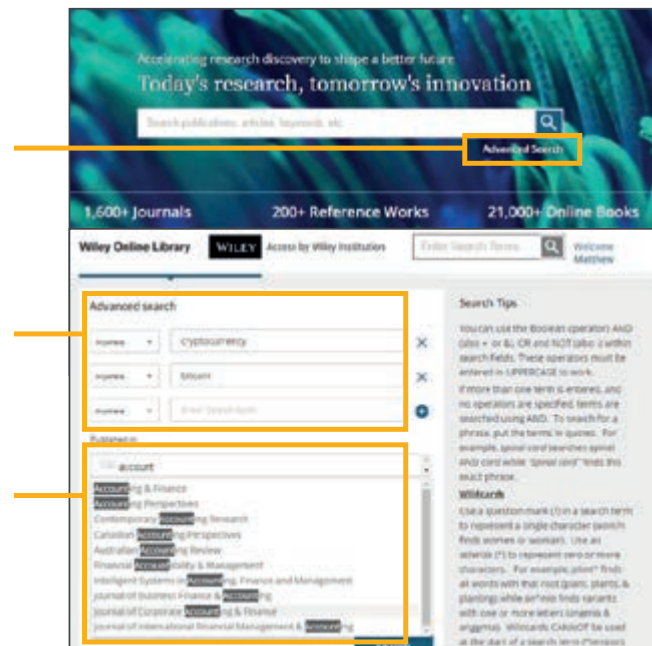 Accelerating research discovery to shape a better future
Today's research, tomorrow's innovation
Search publications, articles, keywords, etc.
Advanced Search
1,600+ Journals
200+ Reference Works
21,000+ Online Books
Wiley Online Library
WILEY
Access by Wiley Institution
Enter Search Terms
Welcome
Matthew
Advanced search
cryptocurrency
bitcoin
Enter Search term
Published in
account
Accounting & Finance
Accounting Perspectives
Contemporary Accounting Research
Canadian Accounting Perspectives
Australian Accounting Review
Financial Accountability & Management
Intelligent Systems in Accounting, Finance and Management
Journal of Business Finance & Accounting
Journal of Corporate Accounting & Finance
Journal of International Financial Management & Accounting
Search Tips
You can use the Boolean operators AND
(also + or &), OR and NOT (also -) within
search fields. These operators must be
entered in UPPERCASE to work.
If more than one term is entered, and
no operators are specified, terms are
searched using AND. To search for a
phrase, put the terms in quotes. For
example, spinal cord searches spinal
AND cord while "spinal cord" finds this
exact phrase.
Wildcards
Use a question mark (?) in a search term
to represent a single character (wom?n
finds women or woman). Use an
asterisk (*) to represent zero or more
characters. For example, plant* finds
all words with that root (plant, plants, &
planting) while an*mia finds variants
with one or more letters (anemia &
anaemia). Wildcards CANNOT be used
at the start of a search term